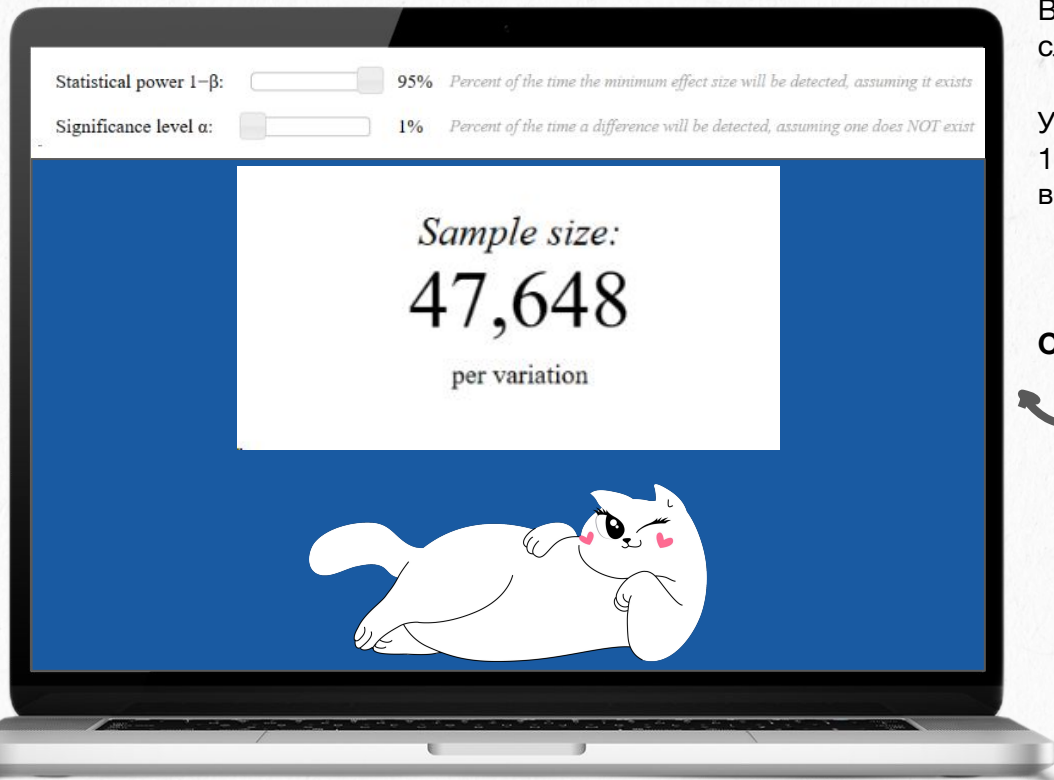 Statistical power 1−β: 95% Percent of the time the minimum effect size will be detected, assuming it exists
Significance level α: 1% Percent of the time a difference will be detected, assuming one does NOT exist
Sample size:
47,648
per variation